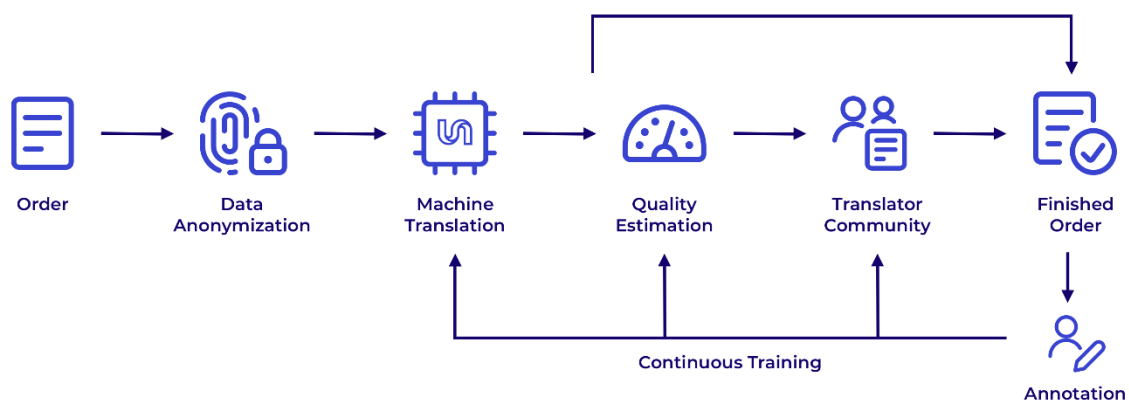 Order
Data
Anonymization
Machine
Translation
Quality
Estimation
Translator
Community
Finished
Order
Continuous Training
Annotation